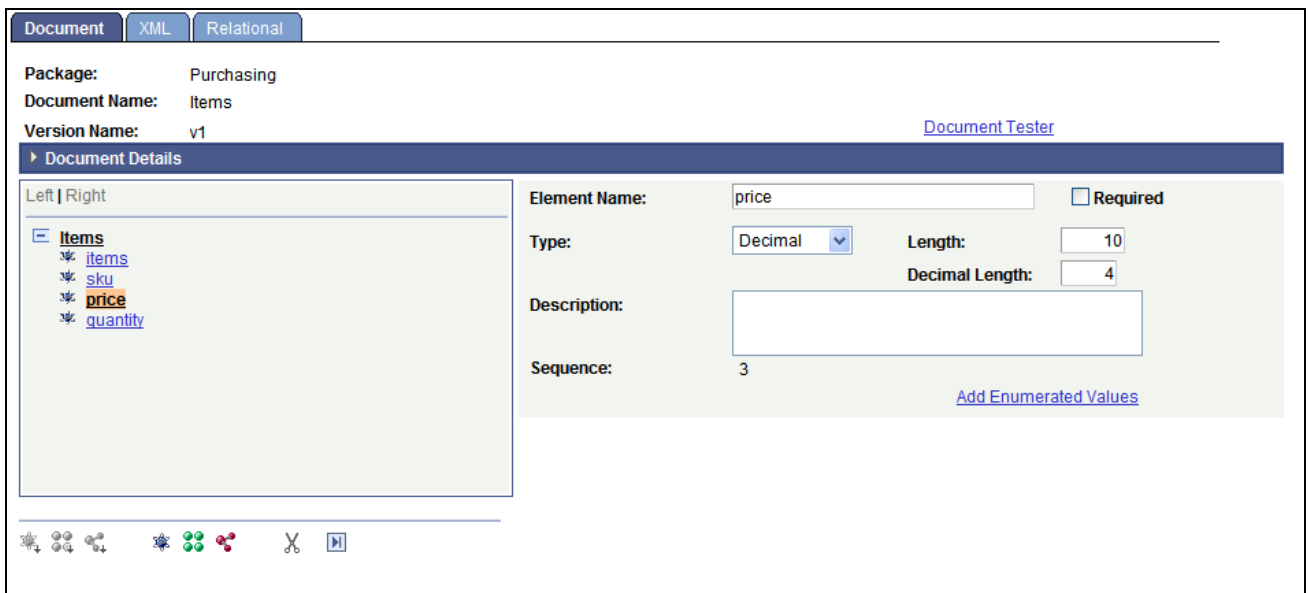 Document XML Relational
Package: Purchasing
Document Name: Items
Version Name: v1 Document Tester
Document Details
Left | Right
Items
items
sku
price
quantity
Element Name: price Required
Type: Decimal Length: 10
Decimal Length: 4
Description:
Sequence: 3
Add Enumerated Values